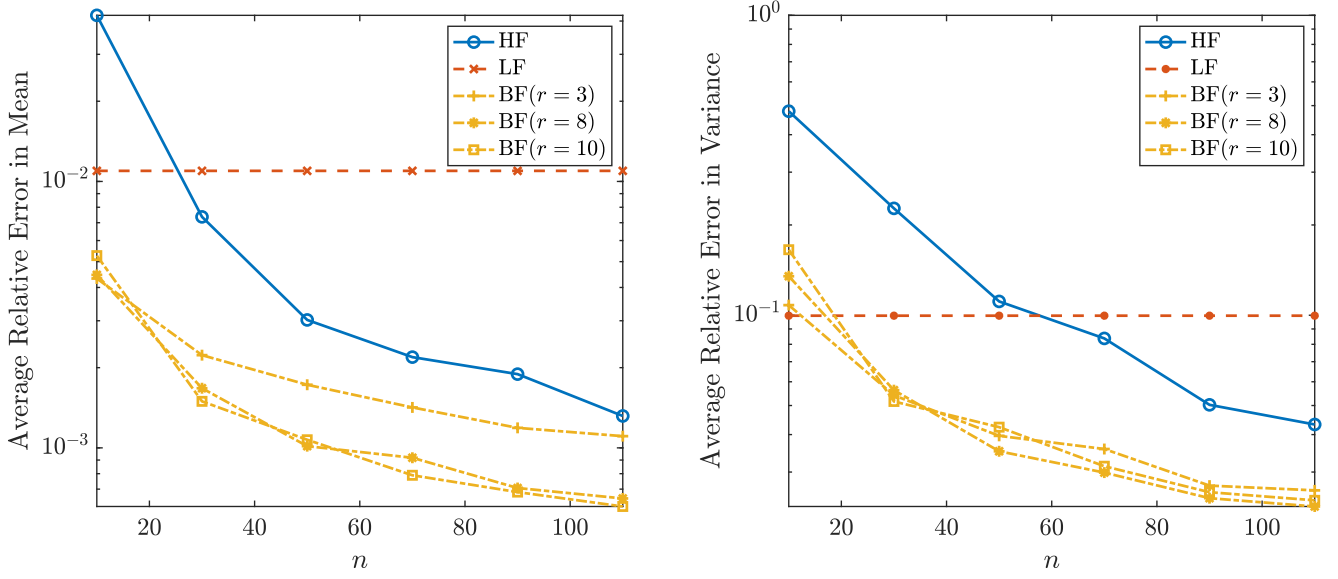 Average Relative Error in Mean
10^{-2}
10^{-3}
20 40 60 80 100
n
HF
LF
BF(r = 3)
BF(r = 8)
BF(r = 10)
Average Relative Error in Variance
10^{0}
10^{-1}
20 40 60 80 100
n
HF
LF
BF(r = 3)
BF(r = 8)
BF(r = 10)